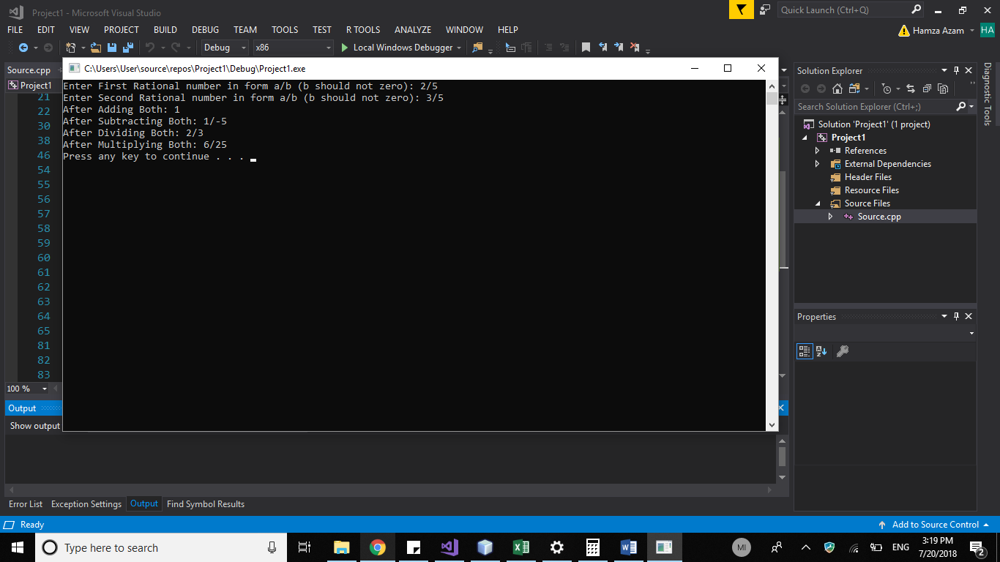 Project1 - Microsoft Visual Studio
Quick Launch (Ctrl+Q)
FILE EDIT VIEW PROJECT BUILD DEBUG TEAM TOOLS TEST R TOOLS ANALYZE WINDOW HELP
Hamza Azam HA
Debug x86 Local Windows Debugger
Source.cpp
Project1
C:\Users\User\source\repos\Project1\Debug\Project1.exe
Enter First Rational number in form a/b (b should not zero): 2/5
Enter Second Rational number in form a/b (b should not zero): 3/5
After Adding Both: 1
After Subtracting Both: 1/-5
After Dividing Both: 2/3
After Multiplying Both: 6/25
Press any key to continue . . .
21
22
30
38
46
54
55
56
57
58
59
60
61
62
63
64
65
81
82
83
100 %
Output
Show output
Error List Exception Settings Output Find Symbol Results
Solution Explorer
Search Solution Explorer (Ctrl+;)
Solution 'Project1' (1 project)
Project1
References
External Dependencies
Header Files
Resource Files
Source Files
Source.cpp
Properties
Diagnostic Tools
Ready
Add to Source Control
Type here to search
MI
ENG
3:19 PM
7/20/2018
2